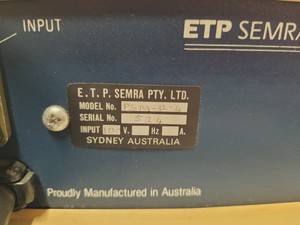 INPUT
ETP SEMRA
E. T. P. SEMRA PTY. LTD.
MODEL No.
SERIAL No.
INPUT V. Hz A.
SYDNEY AUSTRALIA
Proudly Manufactured in Australia